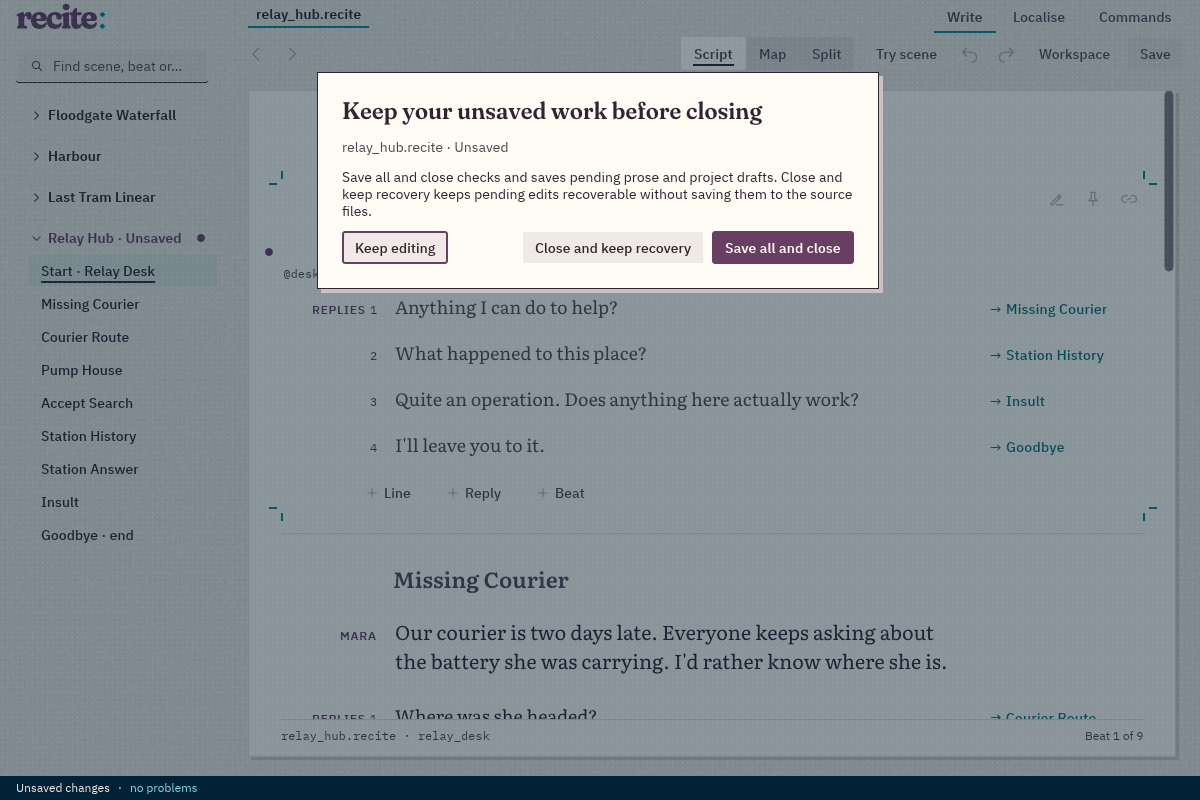 recite:
relay_hub.recite
Write
Localise
Commands
Find scene, beat or...
Script
Map
Split
Try scene
Workspace
Save
Floodgate Waterfall
Harbour
Last Tram Linear
Relay Hub · Unsaved
Start · Relay Desk
Missing Courier
Courier Route
Pump House
Accept Search
Station History
Station Answer
Insult
Goodbye · end
Keep your unsaved work before closing
relay_hub.recite · Unsaved
Save all and close checks and saves pending prose and project drafts. Close and
keep recovery keeps pending edits recoverable without saving them to the source
files.
Keep editing
Close and keep recovery
Save all and close
@desk
REPLIES 1 Anything I can do to help? → Missing Courier
2 What happened to this place? → Station History
3 Quite an operation. Does anything here actually work? → Insult
4 I'll leave you to it. → Goodbye
+ Line + Reply + Beat
Missing Courier
MARA Our courier is two days late. Everyone keeps asking about
the battery she was carrying. I'd rather know where she is.
REPLIES 1 Where was she headed? → Courier Route
relay_hub.recite · relay_desk
Beat 1 of 9
Unsaved changes · no problems